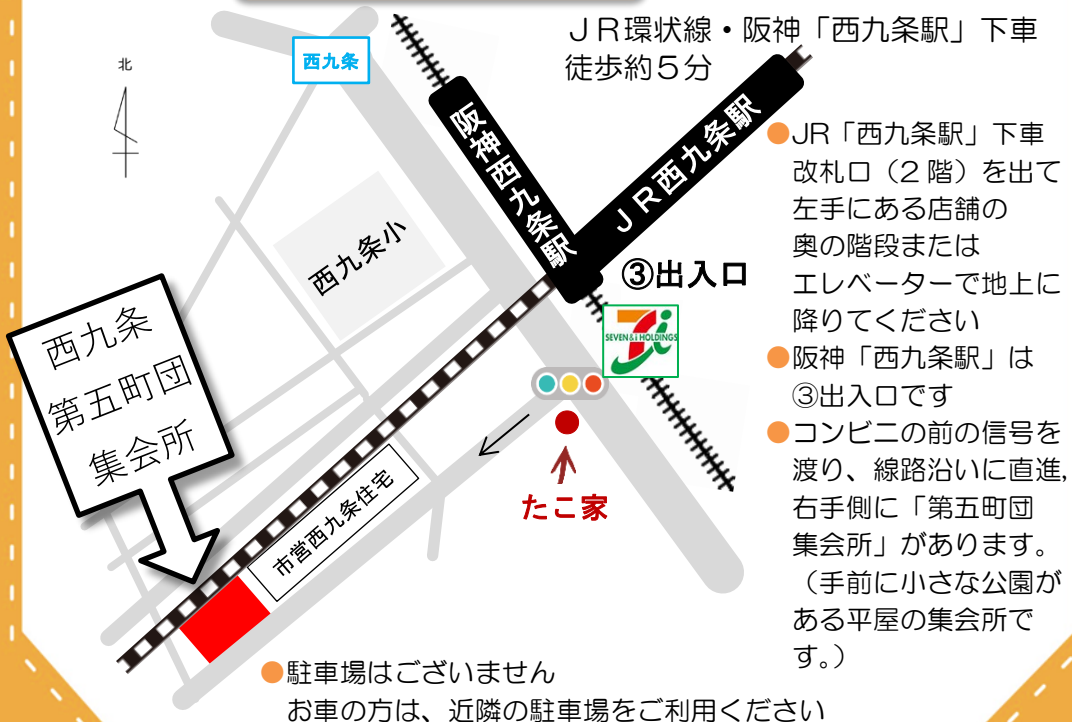 ＪＲ環状線・阪神「西九条駅」下車
徒歩約５分
北
西九条
阪神西九条駅
ＪＲ西九条駅
西九条小
③出入口
SEVEN & i HOLDINGS
西九条
第五町団
集会所
市営西九条住宅
たこ家
●JR「西九条駅」下車
改札口（2 階）を出て
左手にある店舗の
奥の階段または
エレベーターで地上に
降りてください
●阪神「西九条駅」は
③出入口です
●コンビニの前の信号を
渡り、線路沿いに直進,
右手側に「第五町団
集会所」があります。
（手前に小さな公園が
ある平屋の集会所で
す。）
●駐車場はございません
お車の方は、近隣の駐車場をご利用ください